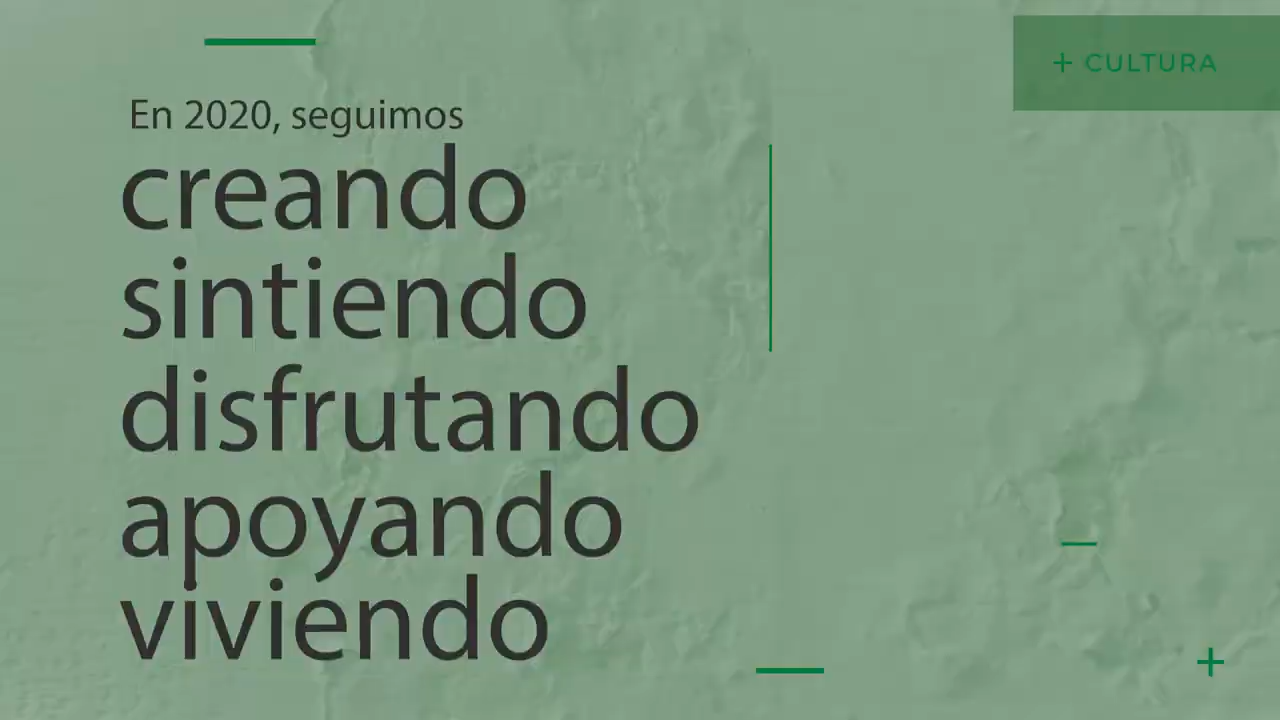 + CULTURA
En 2020, seguimos
creando
sintiendo
disfrutando
apoyando
viviendo